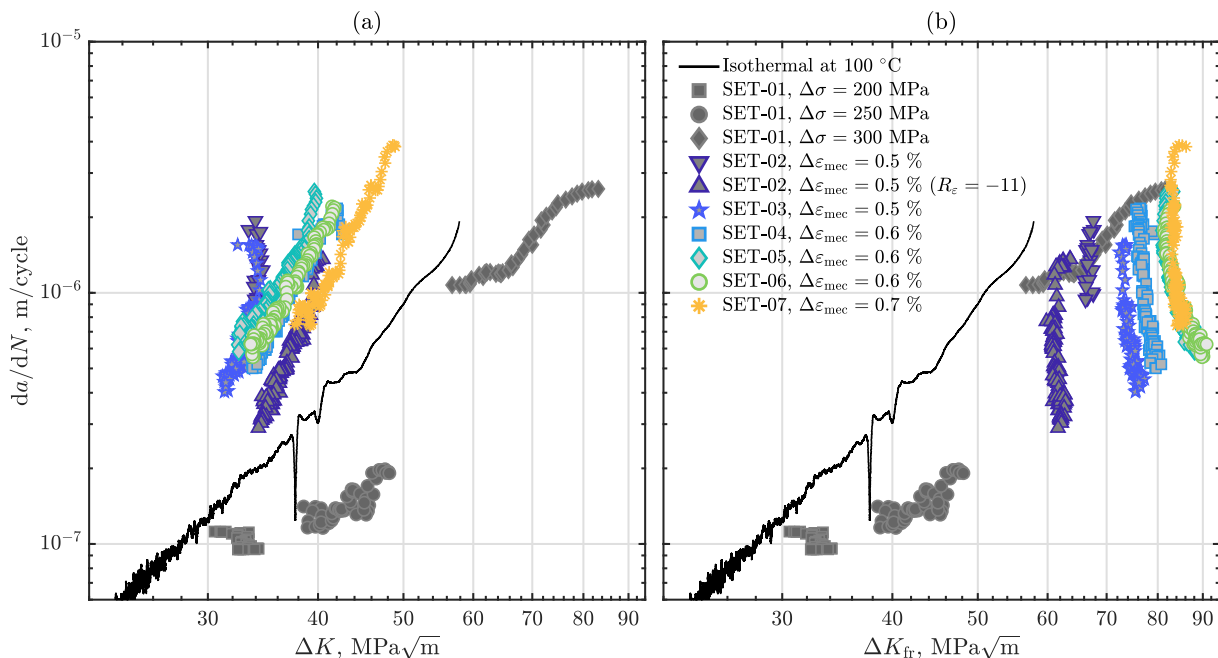 (a)
(b)
10⁻⁵
10⁻⁶
10⁻⁷
da/dN, m/cycle
Isothermal at 100 °C
SET-01, Δσ = 200 MPa
SET-01, Δσ = 250 MPa
SET-01, Δσ = 300 MPa
SET-02, Δε_mec = 0.5 %
SET-02, Δε_mec = 0.5 % (R_ε = −11)
SET-03, Δε_mec = 0.5 %
SET-04, Δε_mec = 0.6 %
SET-05, Δε_mec = 0.6 %
SET-06, Δε_mec = 0.6 %
SET-07, Δε_mec = 0.7 %
30 40 50 60 70 80 90
30 40 50 60 70 80 90
ΔK, MPa√m
ΔK_fr, MPa√m